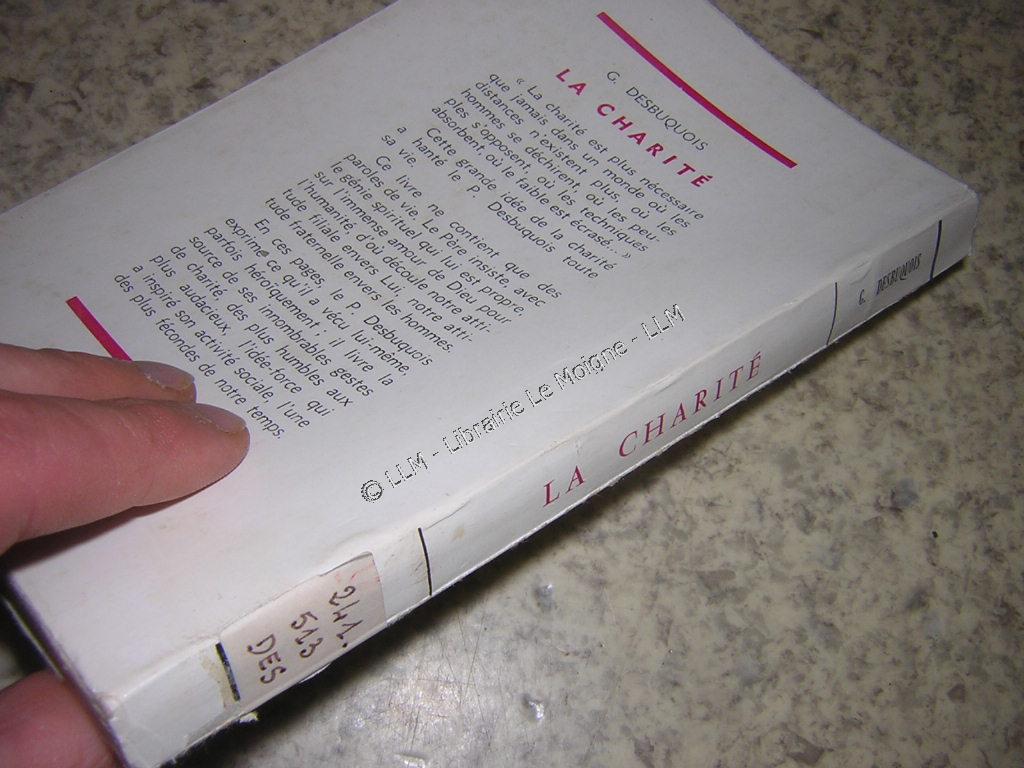 G. DESBUQUOIS
LA CHARITÉ
« La charité est plus nécessaire
que jamais dans un monde où les
distances n'existent plus, où les
hommes se déchirent, où les peu-
ples s'opposent, où les techniques
absorbent, où le faible est écrasé. »
Cette grande idée de la charité
a hanté le P. Desbuquois toute
sa vie.
Ce livre ne contient que des
paroles de vie. Le Père insiste, avec
le génie spirituel qui lui est propre,
sur l'immense amour de Dieu pour
l'humanité d'où découle notre atti-
tude filiale envers Lui, notre atti-
tude fraternelle envers les hommes.
En ces pages, le P. Desbuquois
exprime ce qu'il a vécu lui-même
parfois héroïquement : il livre la
source de ses innombrables gestes
de charité, des plus humbles aux
plus audacieux, l'idée-force qui
a inspiré son activité sociale, l'une
des plus fécondes de notre temps.
G. DESBUQUOIS
LA CHARITÉ
241.
513
DES
© LLM - Librairie Le Moigne - LLM